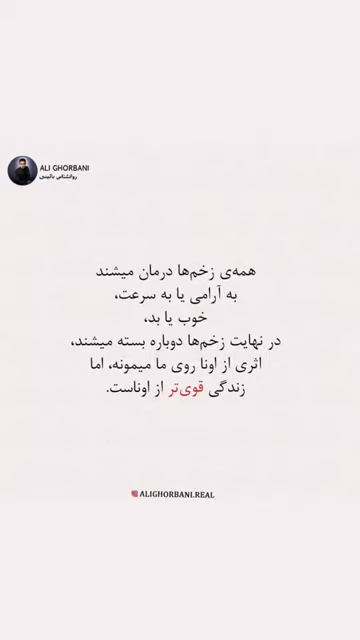 ALI GHORBANI
روانشناس بالینی
همه‌ی زخم‌ها درمان میشند
به آرامی یا به سرعت،
خوب یا بد،
در نهایت زخم‌ها دوباره بسته میشند،
اثری از اونا روی ما میمونه، اما
زندگی قوی‌تر از اوناست.
ALIGHORBANI.REAL